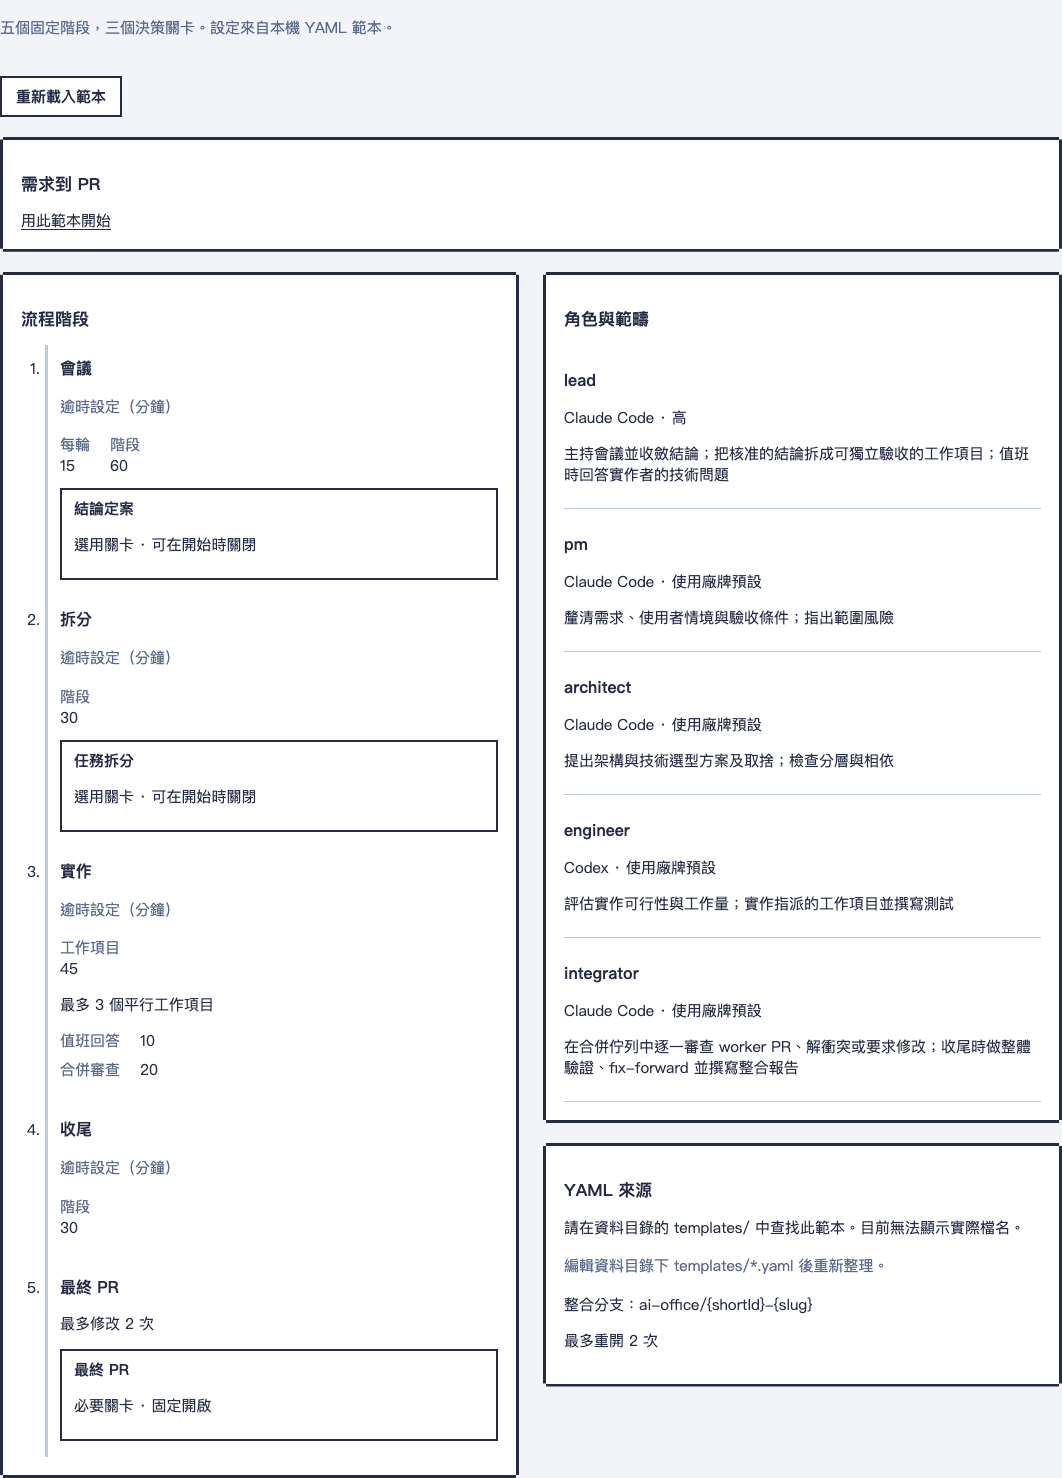 五個固定階段，三個決策關卡。設定來自本機 YAML 範本。
重新載入範本
需求到 PR
用此範本開始
流程階段
1. 會議
逾時設定（分鐘）
每輪 階段
15 60
結論定案
選用關卡 · 可在開始時關閉
2. 拆分
逾時設定（分鐘）
階段
30
任務拆分
選用關卡 · 可在開始時關閉
3. 實作
逾時設定（分鐘）
工作項目
45
最多 3 個平行工作項目
值班回答 10
合併審查 20
4. 收尾
逾時設定（分鐘）
階段
30
5. 最終 PR
最多修改 2 次
最終 PR
必要關卡 · 固定開啟
角色與範疇
lead
Claude Code · 高
主持會議並收斂結論；把核准的結論拆成可獨立驗收的工作項目；值班
時回答實作者的技術問題
pm
Claude Code · 使用廠牌預設
釐清需求、使用者情境與驗收條件；指出範圍風險
architect
Claude Code · 使用廠牌預設
提出架構與技術選型方案及取捨；檢查分層與相依
engineer
Codex · 使用廠牌預設
評估實作可行性與工作量；實作指派的工作項目並撰寫測試
integrator
Claude Code · 使用廠牌預設
在合併佇列中逐一審查 worker PR、解衝突或要求修改；收尾時做整體
驗證、fix-forward 並撰寫整合報告
YAML 來源
請在資料目錄的 templates/ 中查找此範本。目前無法顯示實際檔名。
編輯資料目錄下 templates/*.yaml 後重新整理。
整合分支：ai-office/{shortId}-{slug}
最多重開 2 次